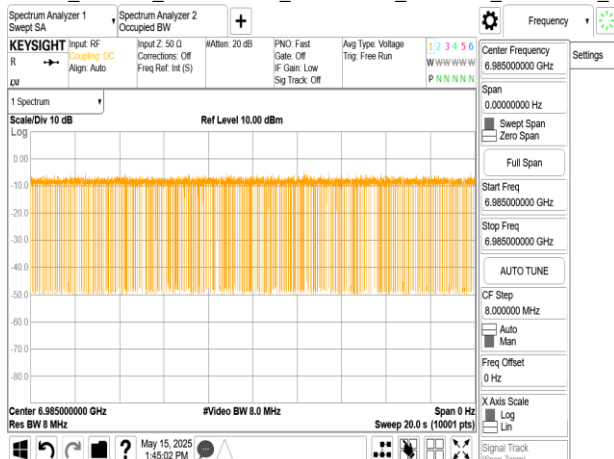 Spectrum Analyzer 1
Swept SA
Spectrum Analyzer 2
Occupied BW
+
Frequency
KEYSIGHT
R
LXI
Input: RF
Coupling: DC
Align: Auto
Input Z: 50 Ω
Corrections: Off
Freq Ref: Int (S)
#Atten: 20 dB
PNO: Fast
Gate: Off
IF Gain: Low
Sig Track: Off
Avg Type: Voltage
Trig: Free Run
1 2 3 4 5 6
W W W W W W
P N N N N N
1 Spectrum
Scale/Div 10 dB
Ref Level 10.00 dBm
Log
0.00
-10.0
-20.0
-30.0
-40.0
-50.0
-60.0
-70.0
-80.0
Center 6.985000000 GHz
#Video BW 8.0 MHz
Span 0 Hz
Res BW 8 MHz
Sweep 20.0 s (10001 pts)
?
May 15, 2025
1:45:02 PM
Center Frequency
6.985000000 GHz
Span
0.00000000 Hz
Swept Span
Zero Span
Full Span
Start Freq
6.985000000 GHz
Stop Freq
6.985000000 GHz
AUTO TUNE
CF Step
8.000000 MHz
Auto
Man
Freq Offset
0 Hz
X Axis Scale
Log
Lin
Signal Track
(Span Zoom)
Settings